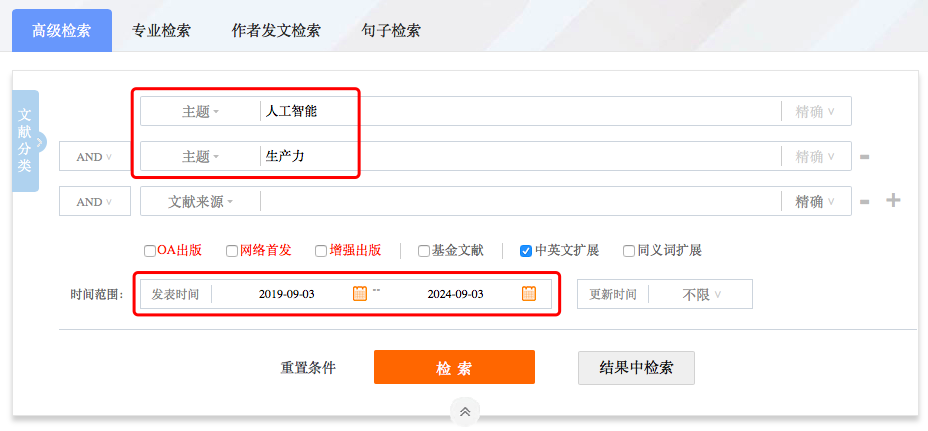 高级检索 专业检索 作者发文检索 句子检索
文献分类
主题 人工智能 精确
AND 主题 生产力 精确
AND 文献来源 精确
OA出版 网络首发 增强出版 基金文献 中英文扩展 同义词扩展
时间范围: 发表时间 2019-09-03 -- 2024-09-03 更新时间 不限
重置条件 检索 结果中检索